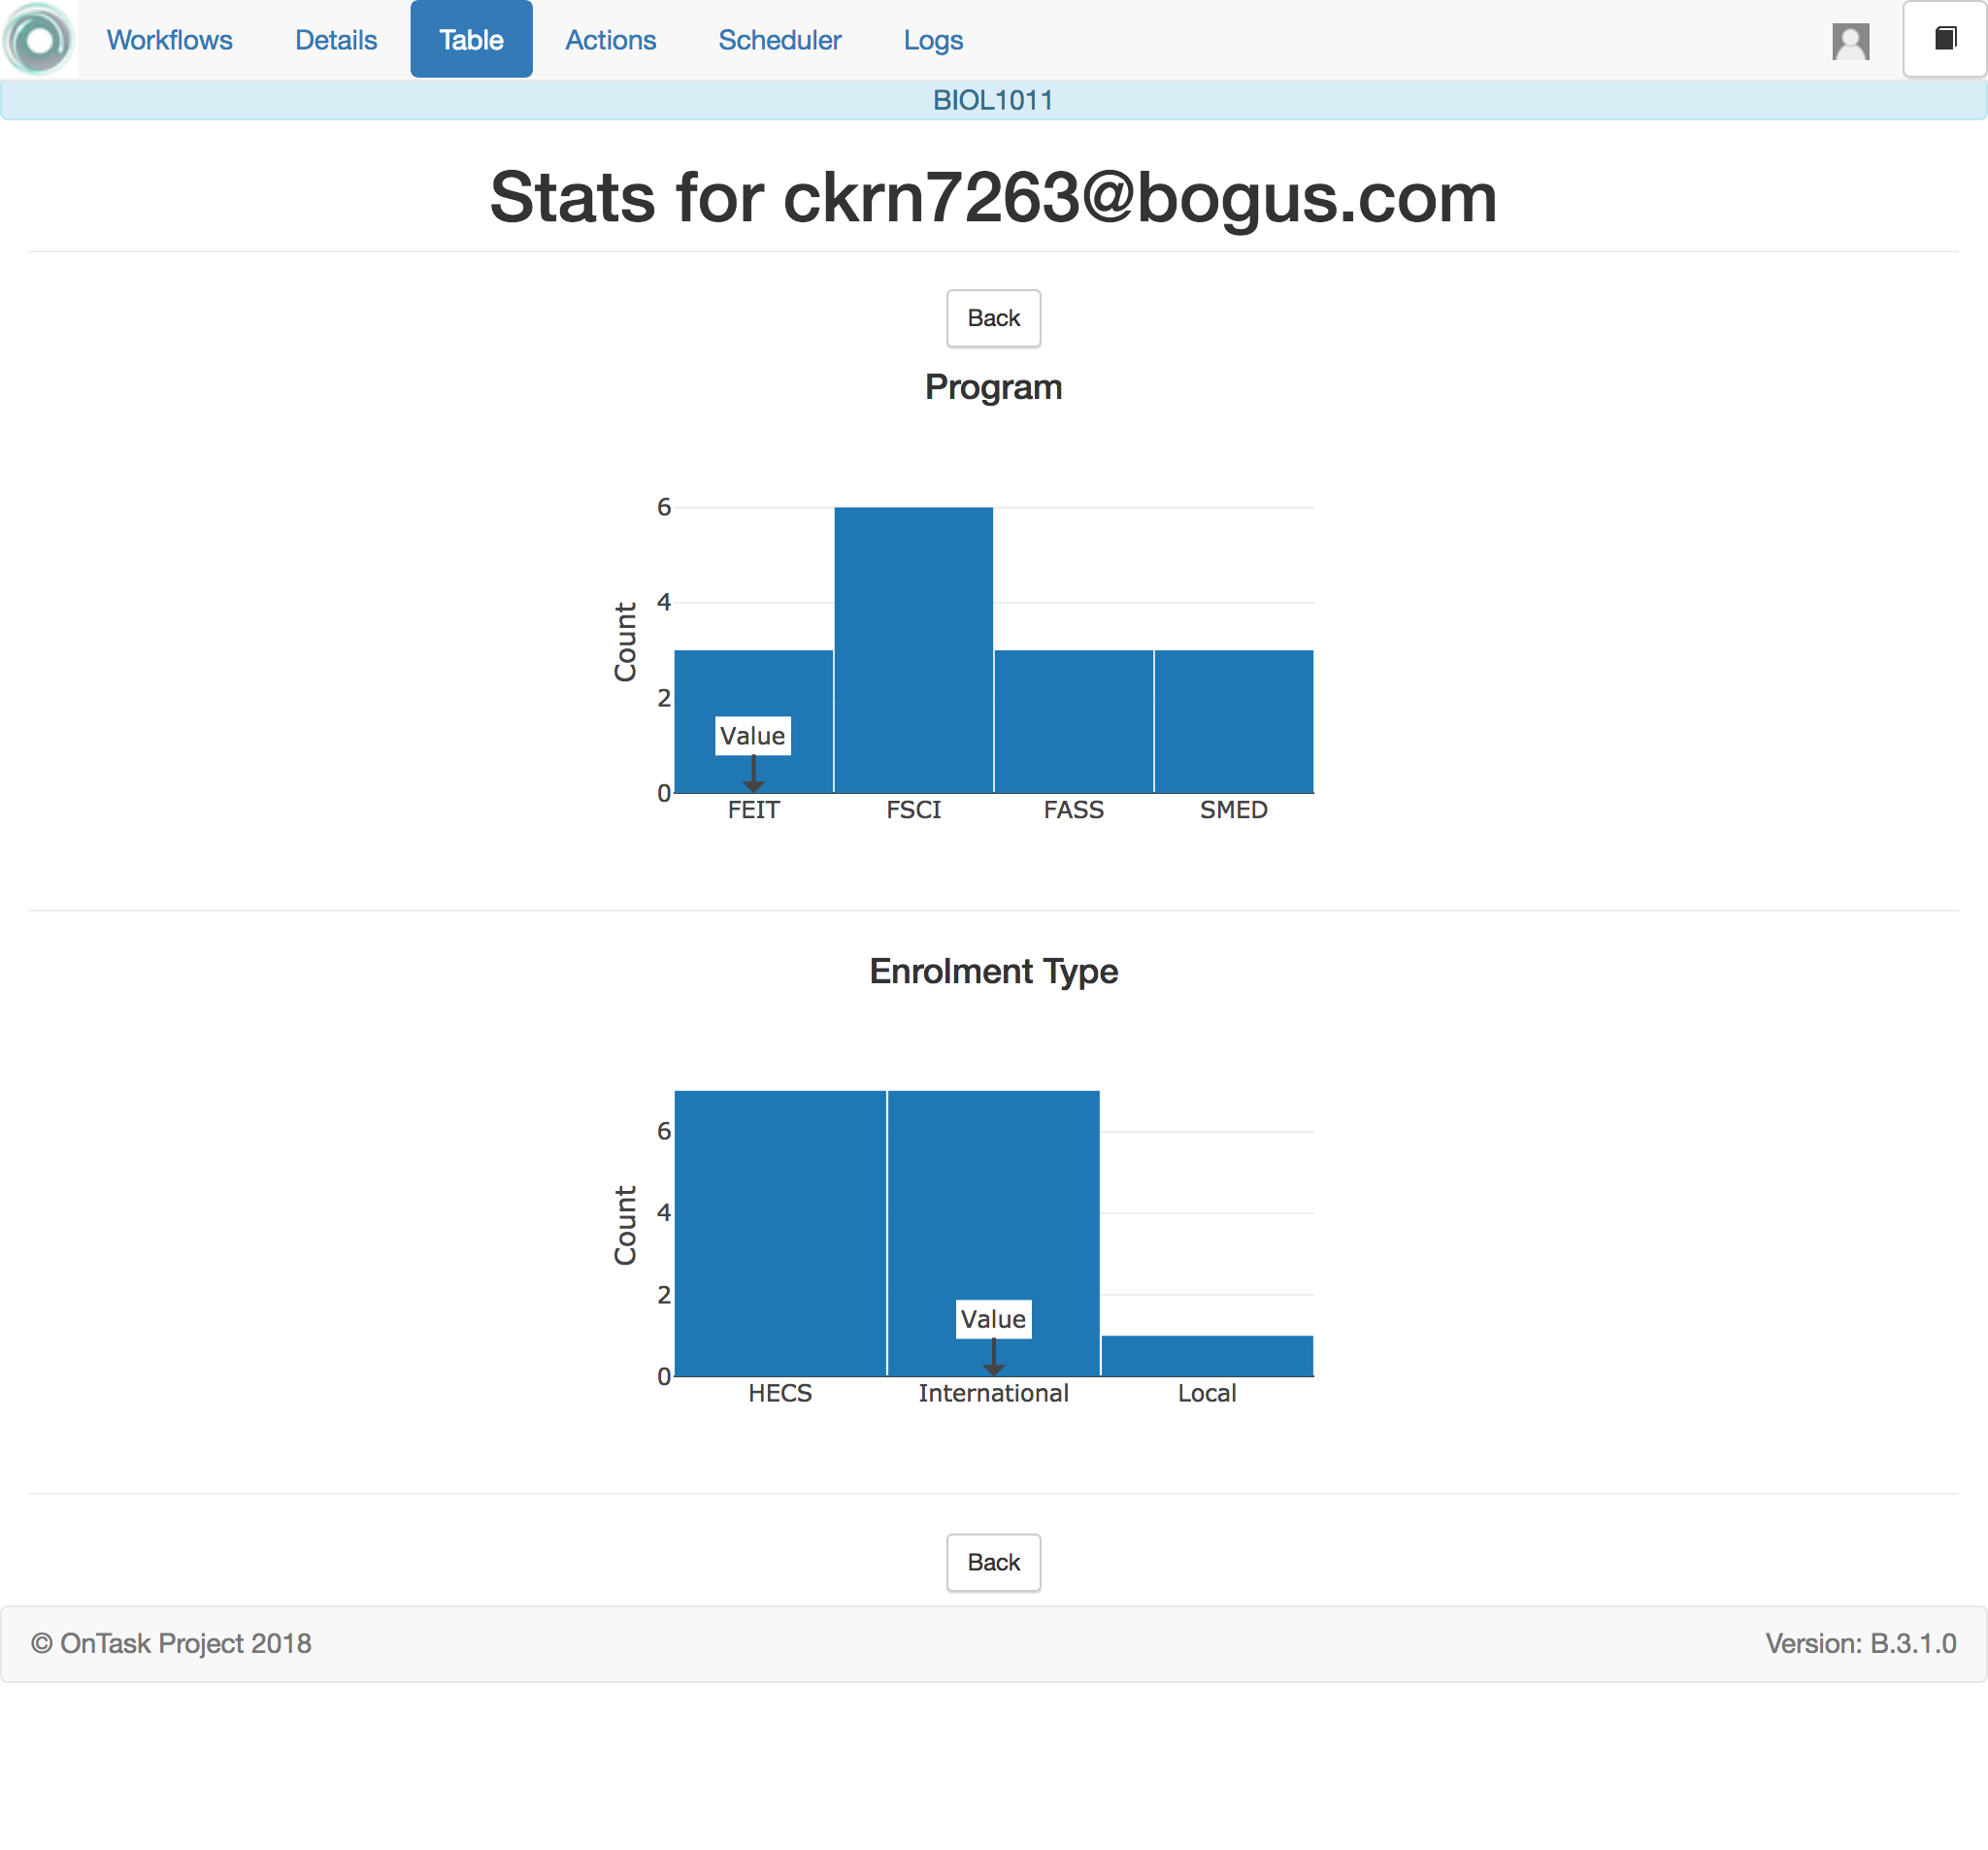 Workflows Details Table Actions Scheduler Logs
BIOL1011
Stats for ckrn7263@bogus.com
Back
Program
6
4
2
0
Count
Value
FEIT FSCI FASS SMED
Enrolment Type
6
4
2
0
Count
Value
HECS International Local
Back
© OnTask Project 2018 Version: B.3.1.0